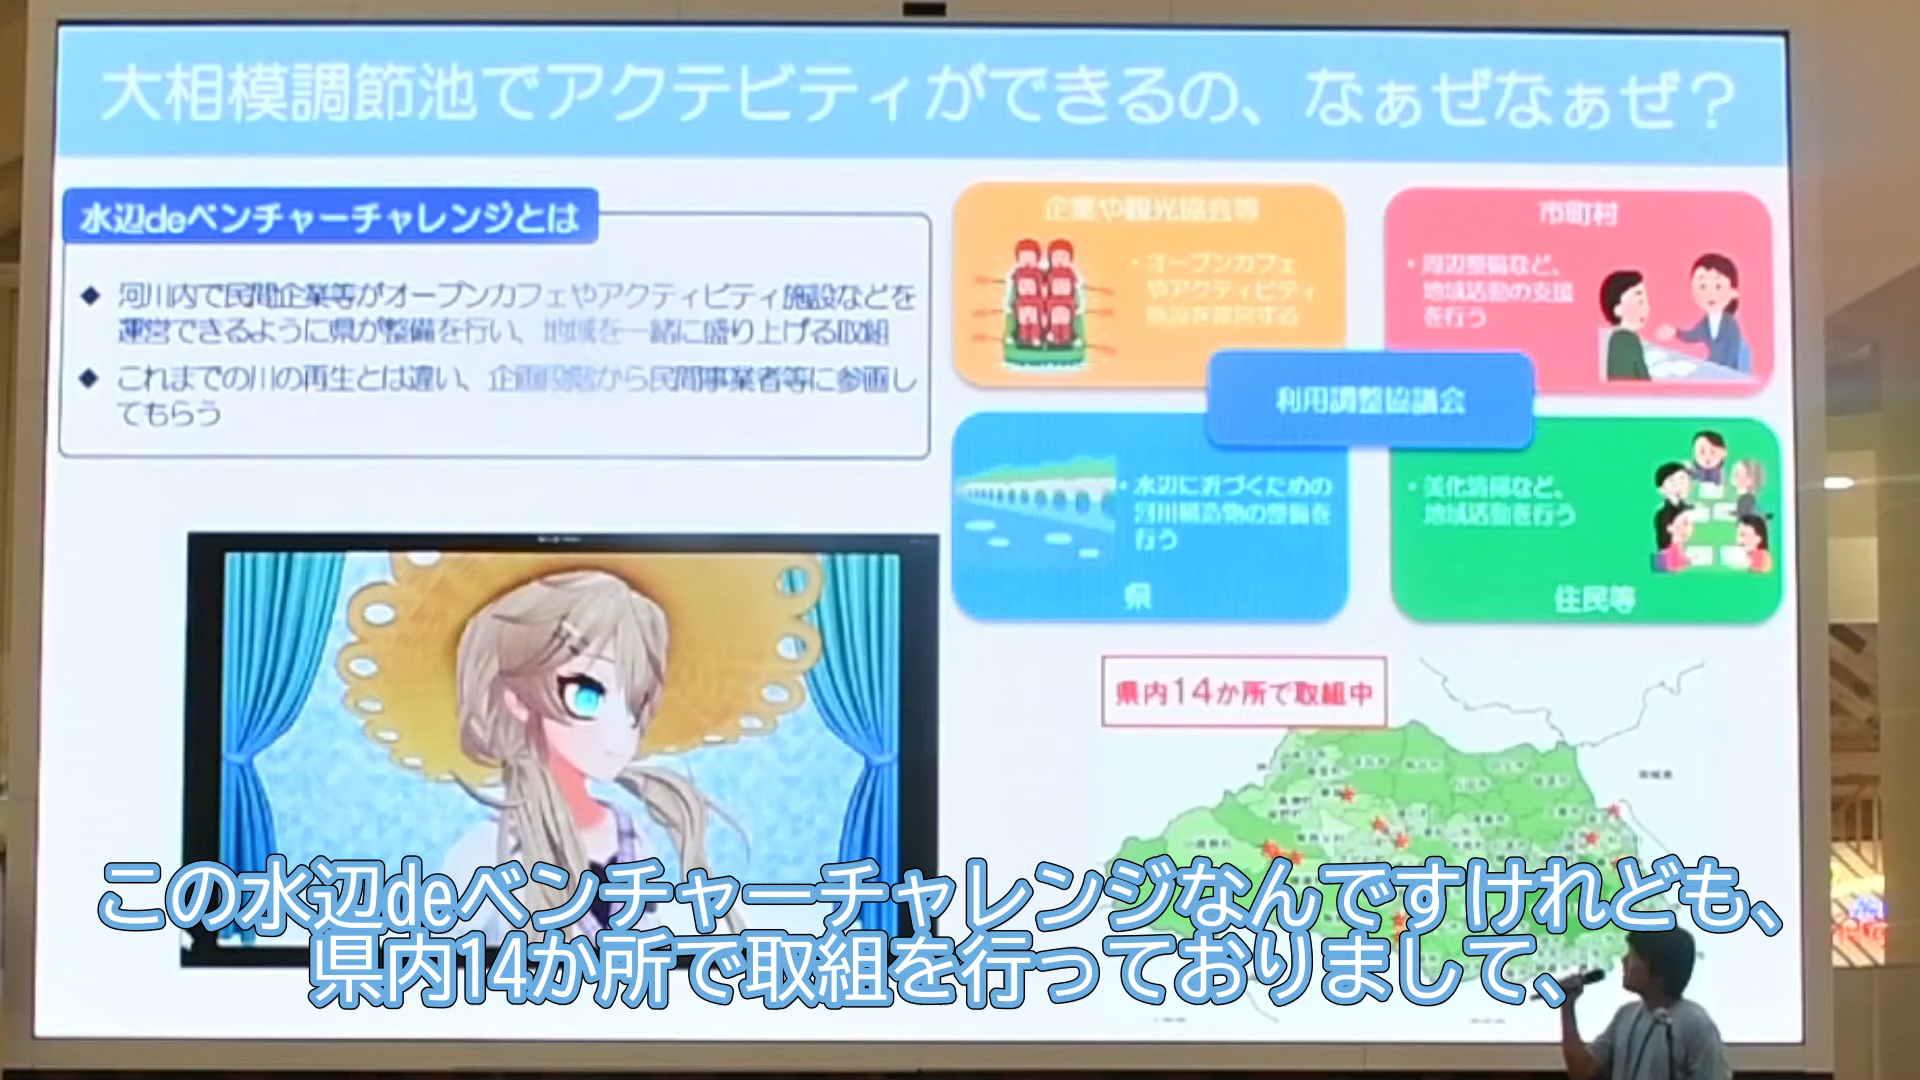 大相模調節池でアクテビティができるの、なぁぜなぁぜ？
水辺deベンチャーチャレンジとは
◆ 河川内で民間企業等がオープンカフェやアクティビティ施設などを
運営できるように県が整備を行い、地域を一緒に盛り上げる取組
◆ これまでの川の再生とは違い、企画段階から民間事業者等に参画し
てもらう
企業や観光協会等
・オープンカフェ
やアクティビティ
施設を運営する
市町村
・周辺整備など、
地域活動の支援
を行う
利用調整協議会
・水辺に近づくための
河川構造物の整備を
行う
県
・美化清掃など、
地域活動を行う
住民等
県内14か所で取組中
この水辺deベンチャーチャレンジなんですけれども、
県内14か所で取組を行っておりまして、